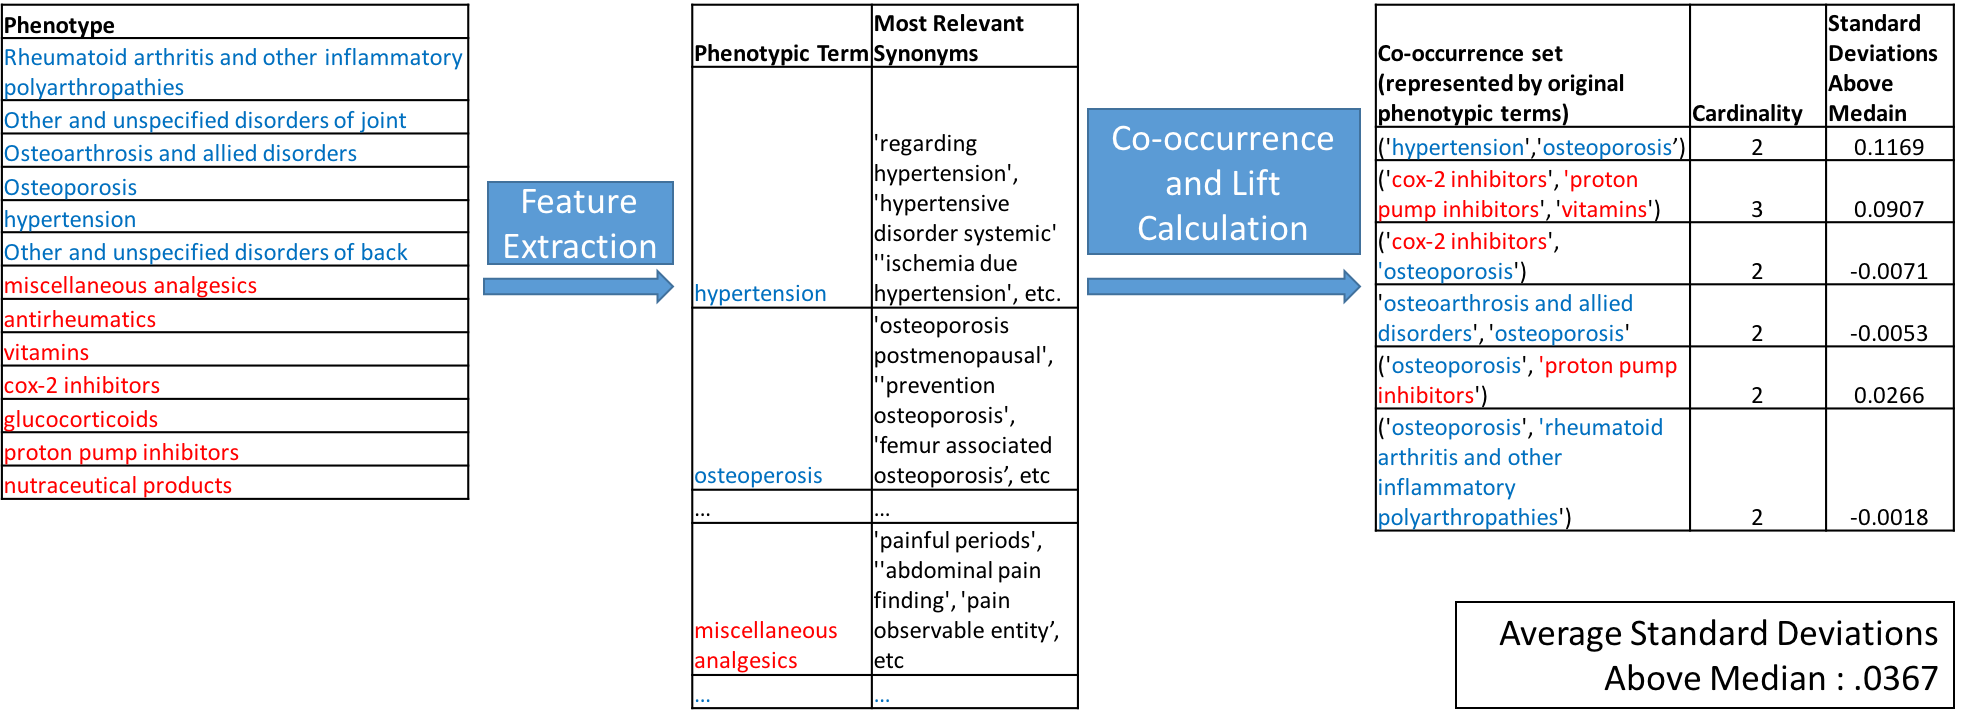 Phenotype
Rheumatoid arthritis and other inflammatory
polyarthropathies
Other and unspecified disorders of joint
Osteoarthrosis and allied disorders
Osteoporosis
hypertension
Other and unspecified disorders of back
miscellaneous analgesics
antirheumatics
vitamins
cox-2 inhibitors
glucocorticoids
proton pump inhibitors
nutraceutical products
Feature
Extraction
Phenotypic Term
Most Relevant
Synonyms
hypertension
'regarding
hypertension',
'hypertensive
disorder systemic'
''ischemia due
hypertension', etc.
osteoperosis
'osteoporosis
postmenopausal',
''prevention
osteoporosis',
'femur associated
osteoporosis’, etc
...
...
miscellaneous
analgesics
'painful periods',
''abdominal pain
finding', 'pain
observable entity’,
etc
...
...
Co-occurrence
and Lift
Calculation
Co-occurrence set
(represented by original
phenotypic terms)
Cardinality
Standard
Deviations
Above
Medain
('hypertension','osteoporosis’)
2
0.1169
('cox-2 inhibitors', 'proton
pump inhibitors', 'vitamins')
3
0.0907
('cox-2 inhibitors',
'osteoporosis')
2
-0.0071
'osteoarthrosis and allied
disorders', 'osteoporosis'
2
-0.0053
('osteoporosis', 'proton pump
inhibitors')
2
0.0266
('osteoporosis', 'rheumatoid
arthritis and other
inflammatory
polyarthropathies')
2
-0.0018
Average Standard Deviations
Above Median : .0367